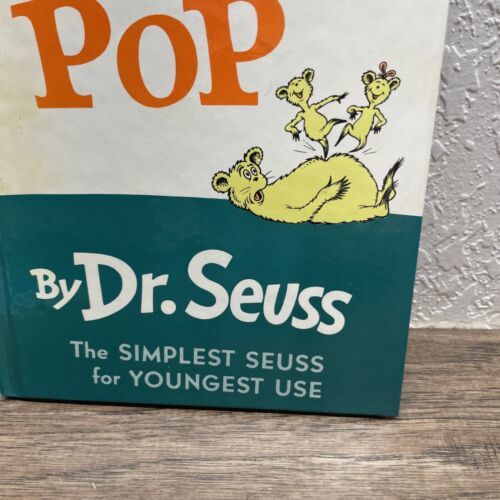 POP
By Dr. Seuss
The SIMPLEST SEUSS
for YOUNGEST USE